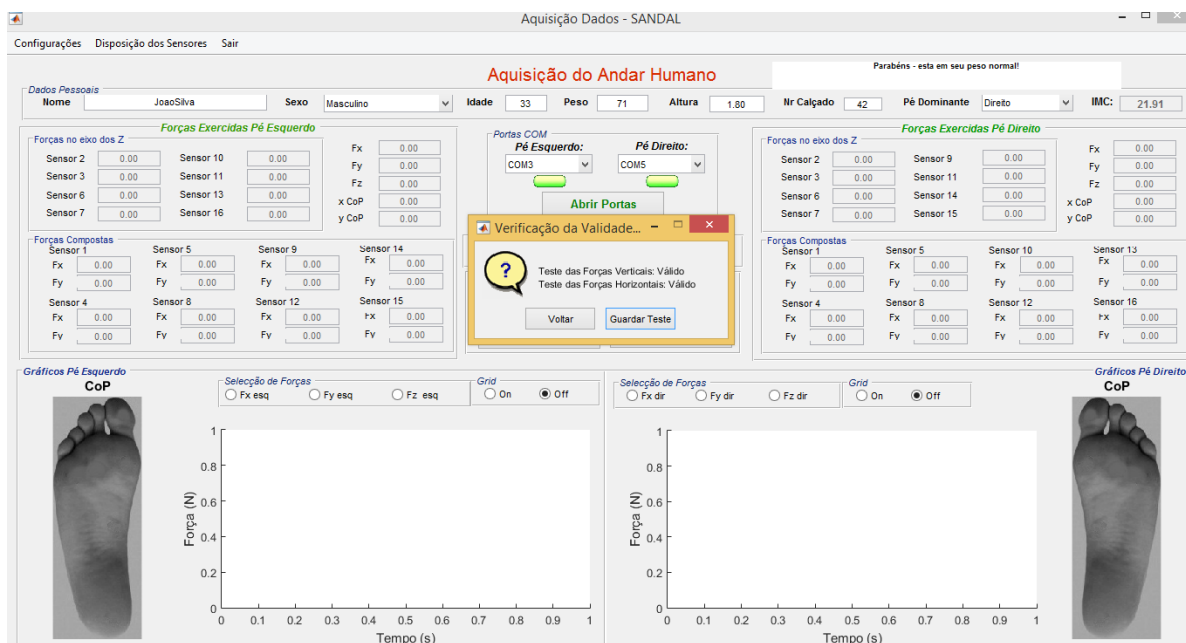 Aquisição Dados - SANDAL
Configurações Disposição dos Sensores Sair
Aquisição do Andar Humano
Parabéns - esta em seu peso normal!
Dados Pessoais
Nome JoaoSilva Sexo Masculino Idade 33 Peso 71 Altura 1.80 Nr Calçado 42 Pé Dominante Direito IMC: 21.91
Forças Exercidas Pé Esquerdo
Forças no eixo dos Z
Sensor 2 0.00 Sensor 10 0.00
Sensor 3 0.00 Sensor 11 0.00
Sensor 6 0.00 Sensor 13 0.00
Sensor 7 0.00 Sensor 16 0.00
Fx 0.00
Fy 0.00
Fz 0.00
x CoP 0.00
y CoP 0.00
Forças Compostas
Sensor 1 Sensor 5 Sensor 9 Sensor 14
Fx 0.00 Fx 0.00 Fx 0.00 Fx 0.00
Fy 0.00 Fy 0.00 Fy 0.00 Fy 0.00
Sensor 4 Sensor 8 Sensor 12 Sensor 15
Fx 0.00 Fx 0.00 Fx 0.00 Fx 0.00
Fy 0.00 Fy 0.00 Fy 0.00 Fy 0.00
Portas COM
Pé Esquerdo: Pé Direito:
COM3 COM5
Abrir Portas
Verificação da Validade...
?
Teste das Forças Verticais: Válido
Teste das Forças Horizontais: Válido
Voltar Guardar Teste
Forças Exercidas Pé Direito
Forças no eixo dos Z
Sensor 2 0.00 Sensor 9 0.00
Sensor 3 0.00 Sensor 11 0.00
Sensor 6 0.00 Sensor 14 0.00
Sensor 7 0.00 Sensor 15 0.00
Fx 0.00
Fy 0.00
Fz 0.00
x CoP 0.00
y CoP 0.00
Forças Compostas
Sensor 1 Sensor 5 Sensor 10 Sensor 13
Fx 0.00 Fx 0.00 Fx 0.00 Fx 0.00
Fy 0.00 Fy 0.00 Fy 0.00 Fy 0.00
Sensor 4 Sensor 8 Sensor 12 Sensor 16
Fx 0.00 Fx 0.00 Fx 0.00 Fx 0.00
Fy 0.00 Fy 0.00 Fy 0.00 Fy 0.00
Gráficos Pé Esquerdo
CoP
Selecção de Forças
Fx esq Fy esq Fz esq
Grid
On Off
1
0.8
0.6
0.4
0.2
0
Força (N)
0 0.1 0.2 0.3 0.4 0.5 0.6 0.7 0.8 0.9 1
Tempo (s)
Gráficos Pé Direito
CoP
Selecção de Forças
Fx dir Fy dir Fz dir
Grid
On Off
1
0.8
0.6
0.4
0.2
0
Força (N)
0 0.1 0.2 0.3 0.4 0.5 0.6 0.7 0.8 0.9 1
Tempo (s)